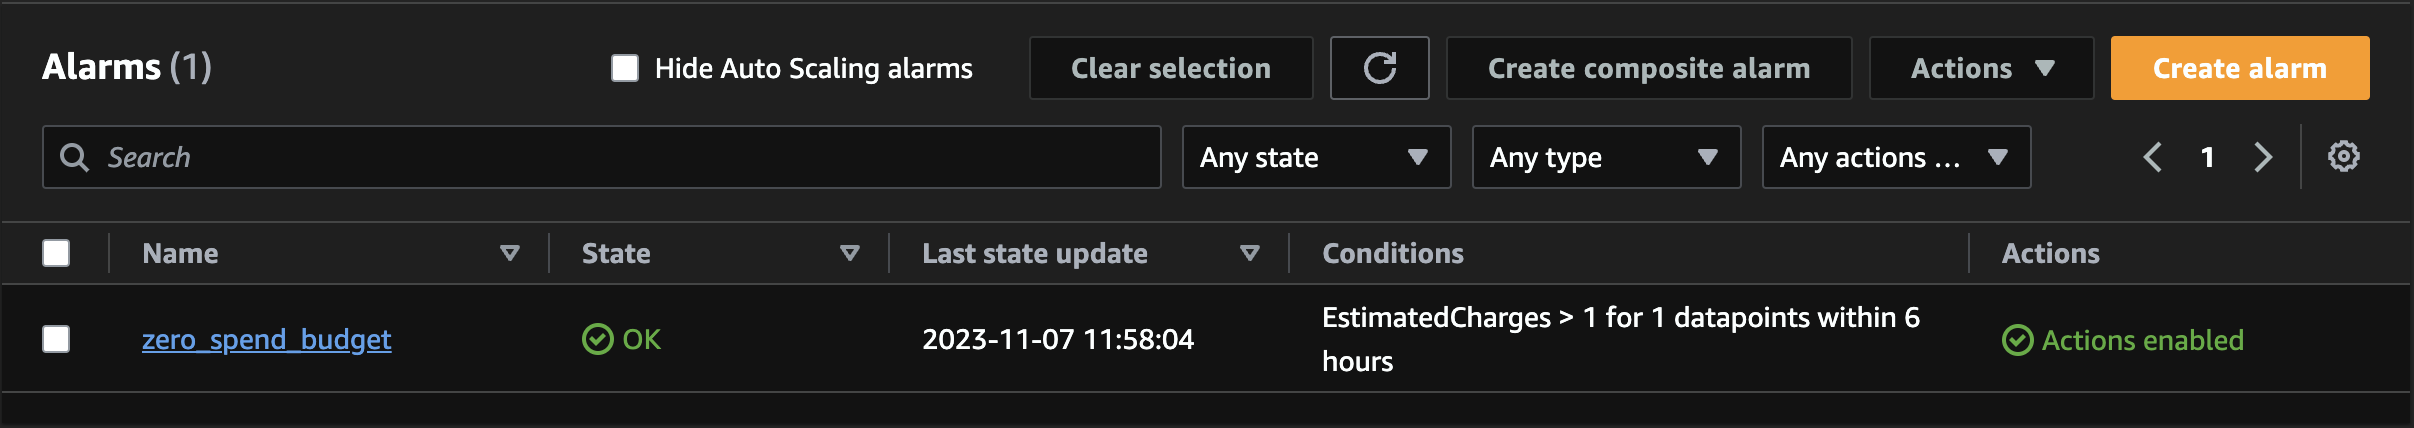 Alarms (1)
Hide Auto Scaling alarms
Clear selection
Create composite alarm
Actions
Create alarm
Search
Any state
Any type
Any actions ...
1
Name
State
Last state update
Conditions
Actions
zero_spend_budget
OK
2023-11-07 11:58:04
EstimatedCharges > 1 for 1 datapoints within 6
hours
Actions enabled